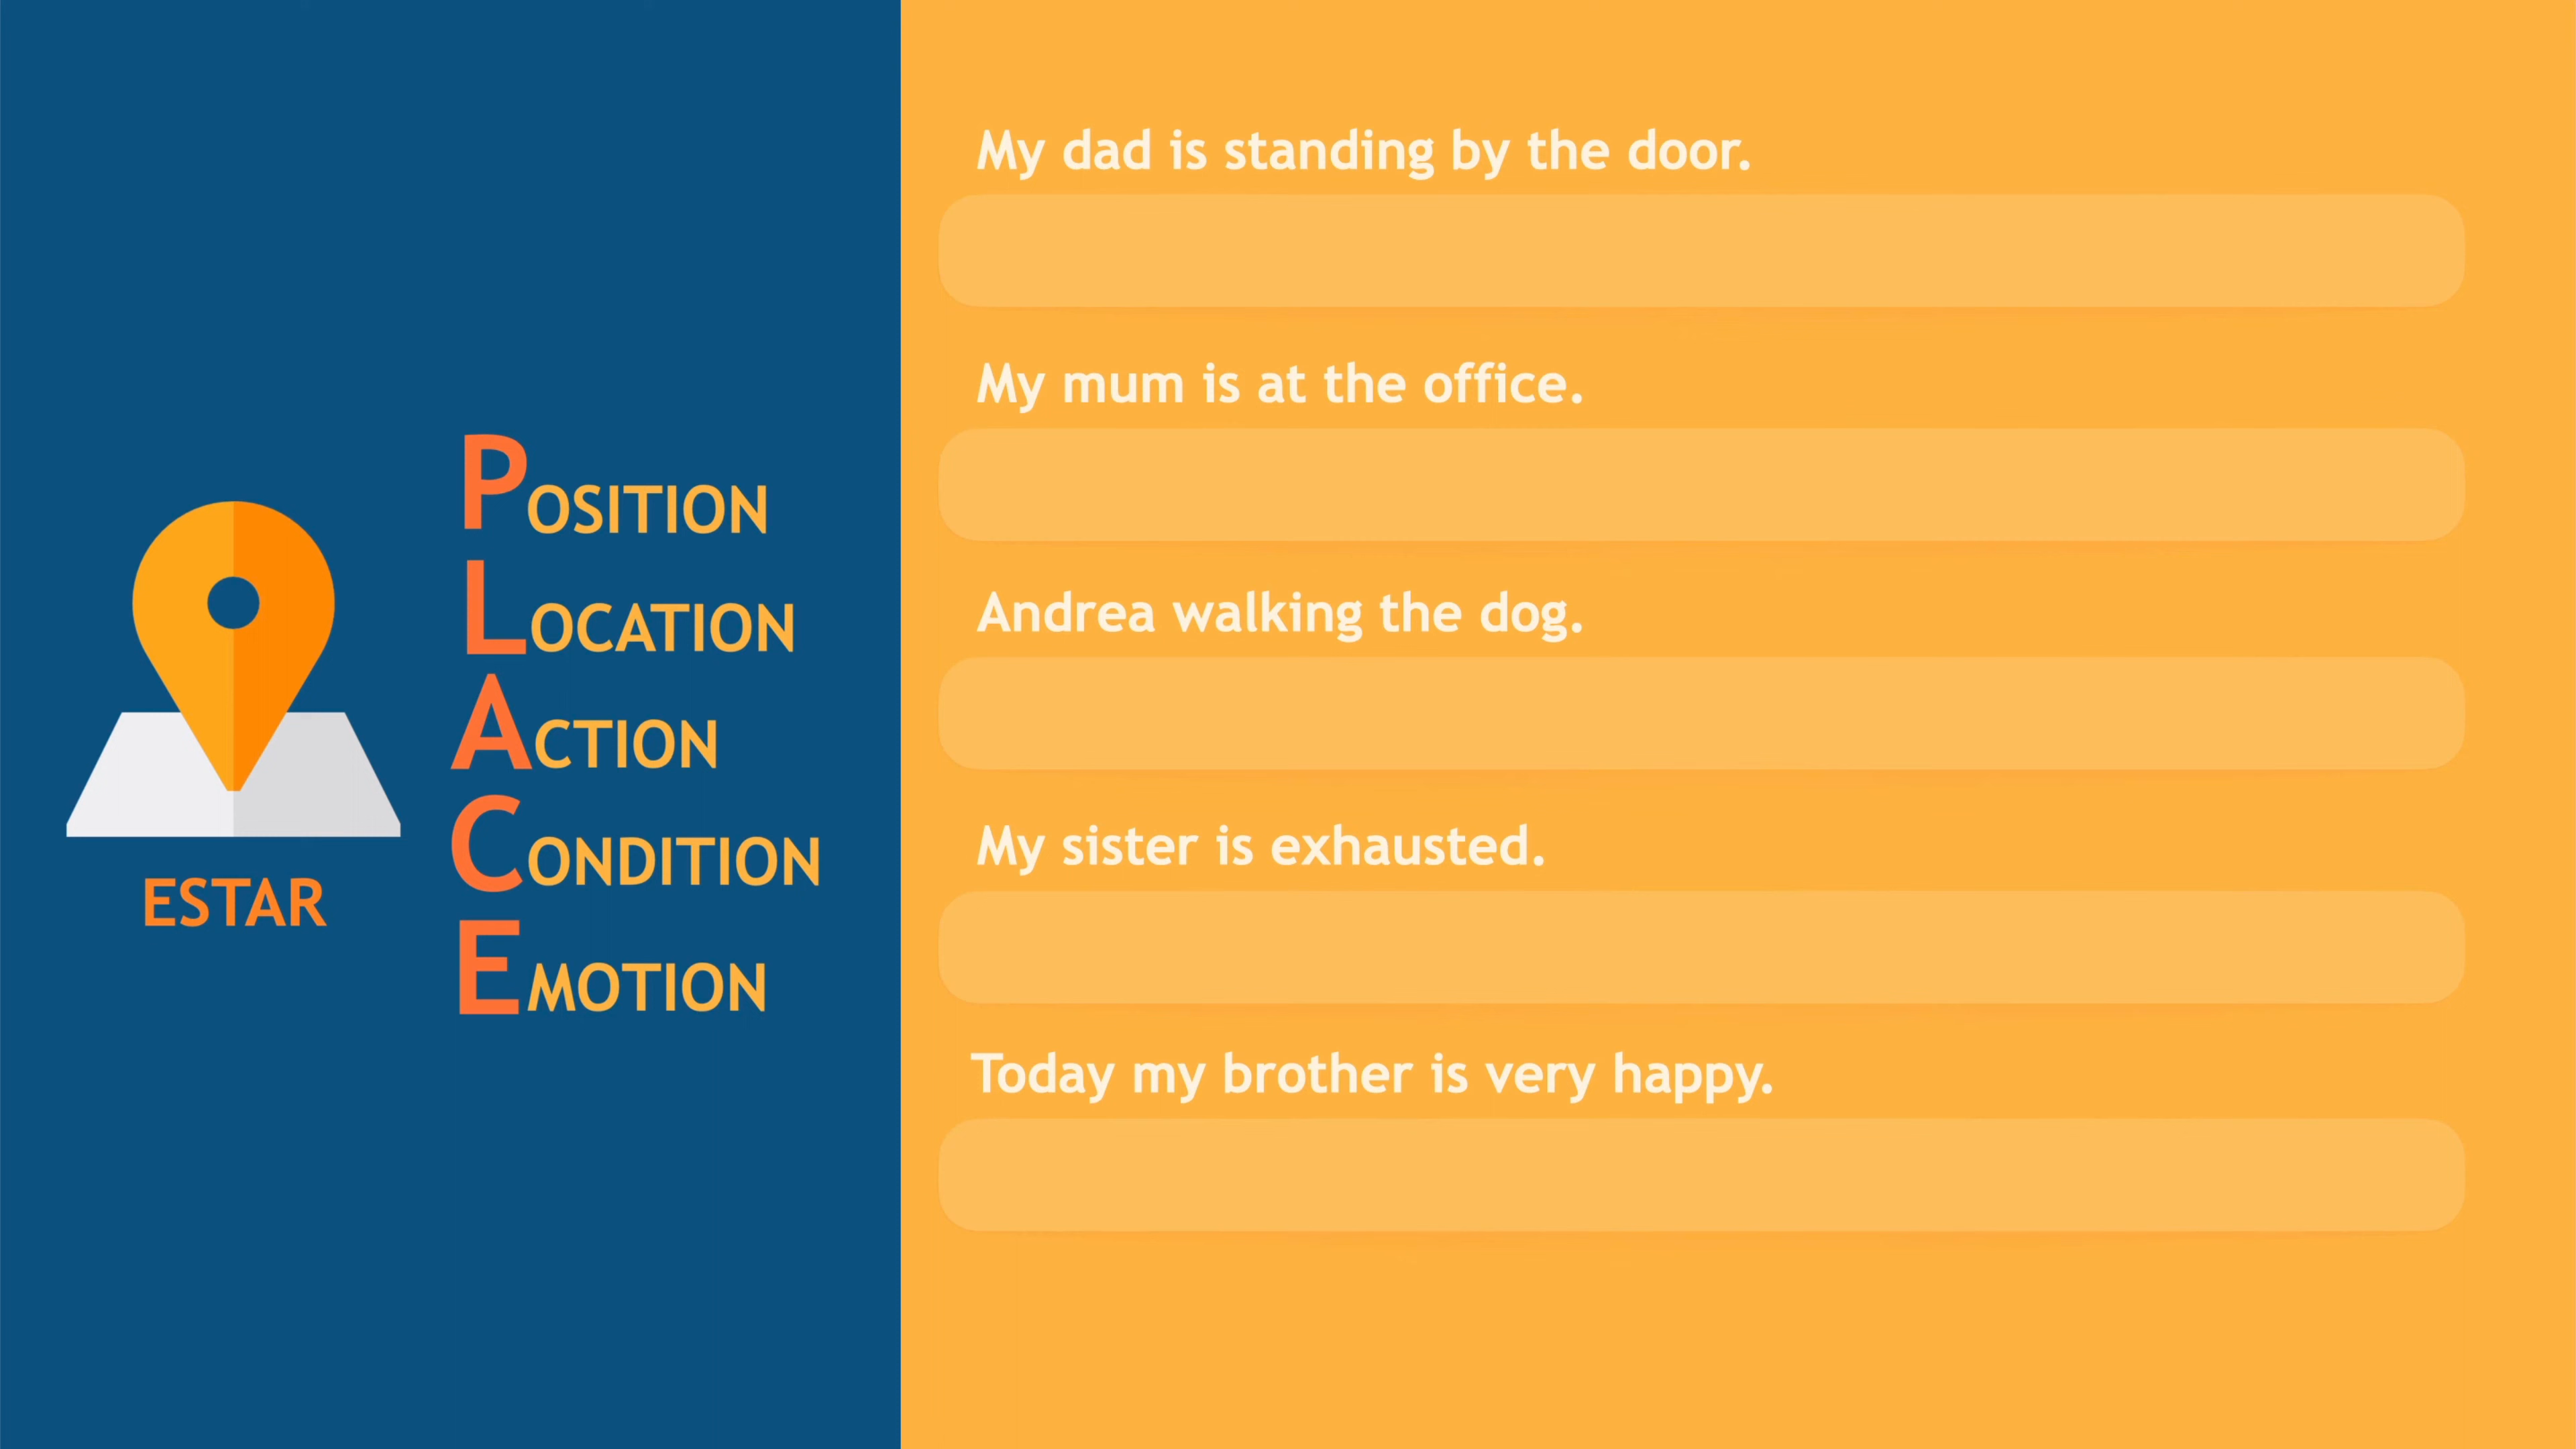 POSITION
LOCATION
ACTION
CONDITION
EMOTION
ESTAR
My dad is standing by the door.
My mum is at the office.
Andrea walking the dog.
My sister is exhausted.
Today my brother is very happy.